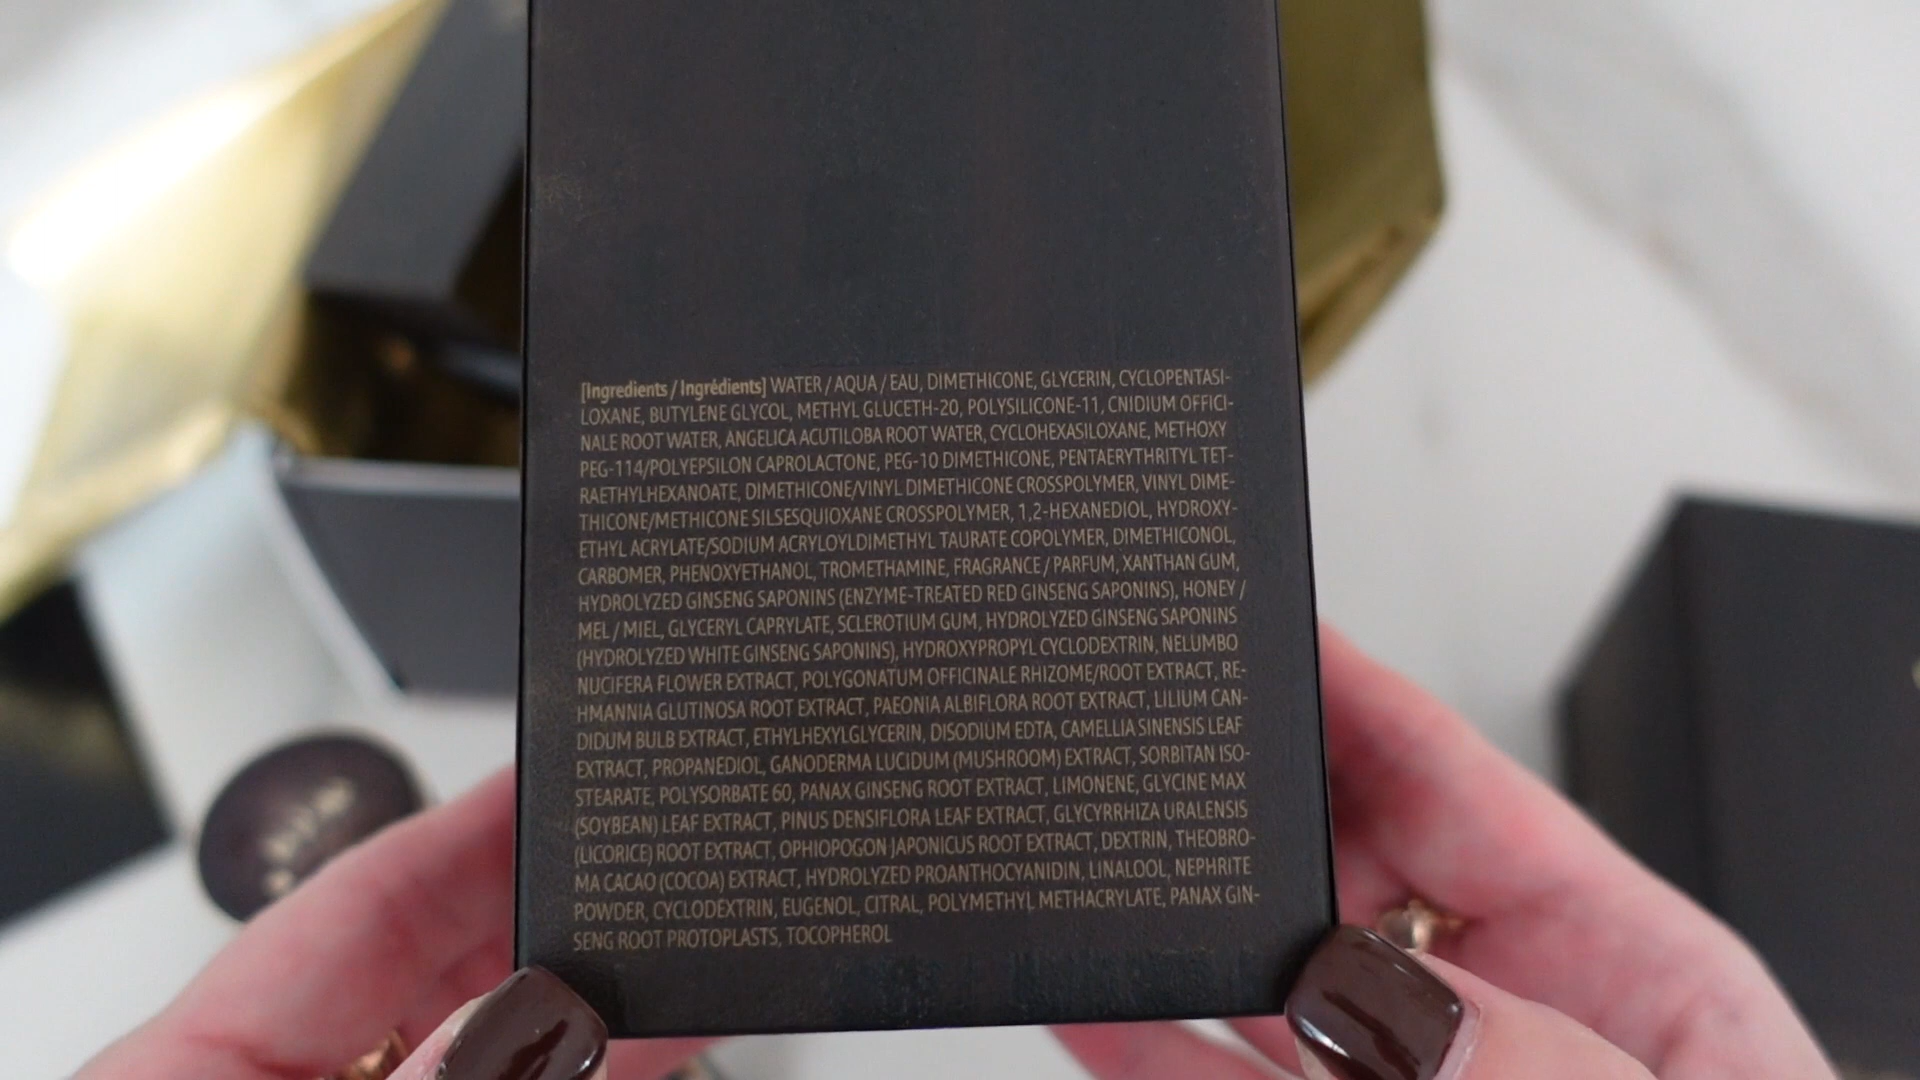 [Ingredients / Ingrédients] WATER / AQUA / EAU, DIMETHICONE, GLYCERIN, CYCLOPENTASI-
LOXANE, BUTYLENE GLYCOL, METHYL GLUCETH-20, POLYSILICONE-11, CNIDIUM OFFICI-
NALE ROOT WATER, ANGELICA ACUTILOBA ROOT WATER, CYCLOHEXASILOXANE, METHOXY
PEG-114/POLYEPSILON CAPROLACTONE, PEG-10 DIMETHICONE, PENTAERYTHRITYL TET-
RAETHYLHEXANOATE, DIMETHICONE/VINYL DIMETHICONE CROSSPOLYMER, VINYL DIME-
THICONE/METHICONE SILSESQUIOXANE CROSSPOLYMER, 1,2-HEXANEDIOL, HYDROXY-
ETHYL ACRYLATE/SODIUM ACRYLOYLDIMETHYL TAURATE COPOLYMER, DIMETHICONOL,
CARBOMER, PHENOXYETHANOL, TROMETHAMINE, FRAGRANCE / PARFUM, XANTHAN GUM,
HYDROLYZED GINSENG SAPONINS (ENZYME-TREATED RED GINSENG SAPONINS), HONEY /
MEL / MIEL, GLYCERYL CAPRYLATE, SCLEROTIUM GUM, HYDROLYZED GINSENG SAPONINS
(HYDROLYZED WHITE GINSENG SAPONINS), HYDROXYPROPYL CYCLODEXTRIN, NELUMBO
NUCIFERA FLOWER EXTRACT, POLYGONATUM OFFICINALE RHIZOME/ROOT EXTRACT, RE-
HMANNIA GLUTINOSA ROOT EXTRACT, PAEONIA ALBIFLORA ROOT EXTRACT, LILIUM CAN-
DIDUM BULB EXTRACT, ETHYLHEXYLGLYCERIN, DISODIUM EDTA, CAMELLIA SINENSIS LEAF
EXTRACT, PROPANEDIOL, GANODERMA LUCIDUM (MUSHROOM) EXTRACT, SORBITAN ISO-
STEARATE, POLYSORBATE 60, PANAX GINSENG ROOT EXTRACT, LIMONENE, GLYCINE MAX
(SOYBEAN) LEAF EXTRACT, PINUS DENSIFLORA LEAF EXTRACT, GLYCYRRHIZA URALENSIS
(LICORICE) ROOT EXTRACT, OPHIOPOGON JAPONICUS ROOT EXTRACT, DEXTRIN, THEOBRO-
MA CACAO (COCOA) EXTRACT, HYDROLYZED PROANTHOCYANIDIN, LINALOOL, NEPHRITE
POWDER, CYCLODEXTRIN, EUGENOL, CITRAL, POLYMETHYL METHACRYLATE, PANAX GIN-
SENG ROOT PROTOPLASTS, TOCOPHEROL